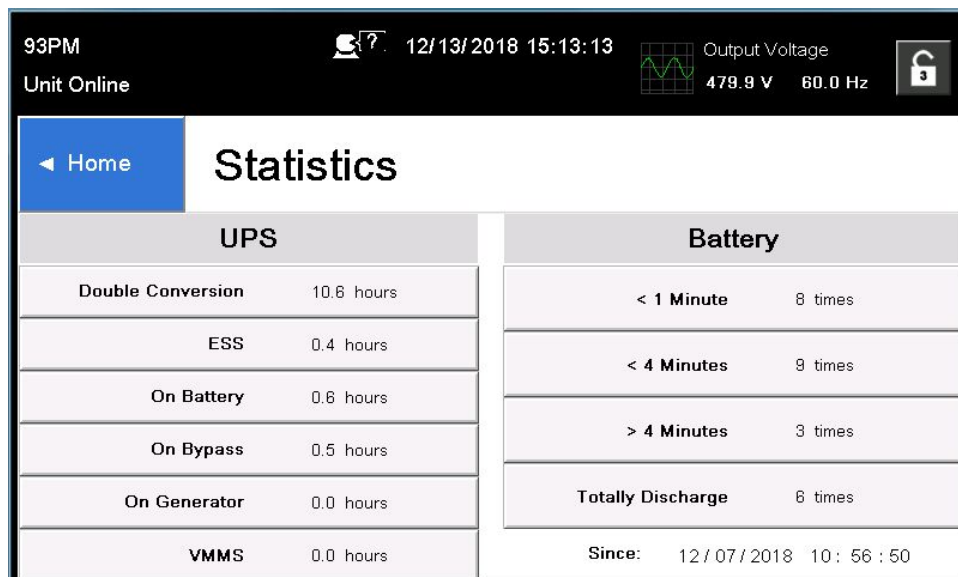 93PM
? 12/13/2018 15:13:13
Output Voltage
Unit Online
479.9 V 60.0 Hz
3
◄ Home
Statistics
UPS
Double Conversion 10.6 hours
ESS 0.4 hours
On Battery 0.6 hours
On Bypass 0.5 hours
On Generator 0.0 hours
VMMS 0.0 hours
Battery
< 1 Minute 8 times
< 4 Minutes 9 times
> 4 Minutes 3 times
Totally Discharge 6 times
Since: 12/07/2018 10:56:50